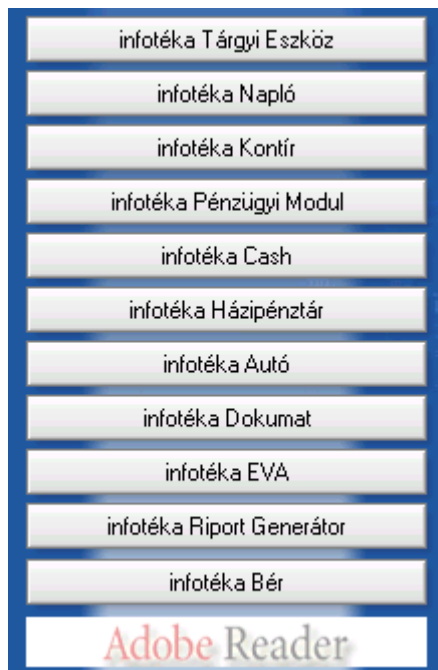 infotéka Tárgyi Eszköz
infotéka Napló
infotéka Kontír
infotéka Pénzügyi Modul
infotéka Cash
infotéka Házipénztár
infotéka Autó
infotéka Dokumat
infotéka EVA
infotéka Riport Generátor
infotéka Bér
Adobe Reader